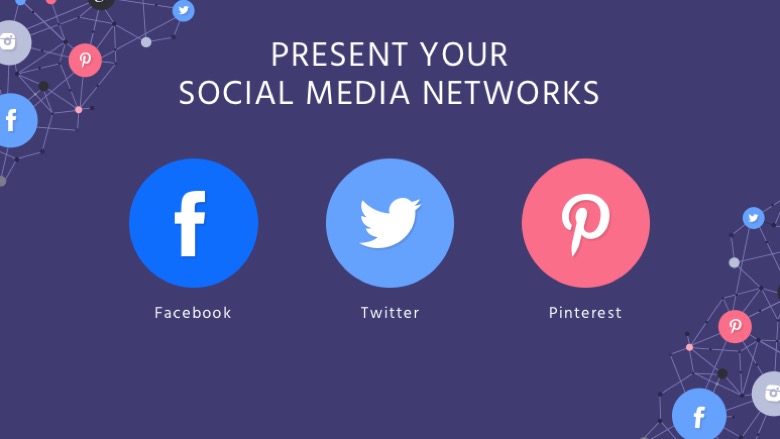 PRESENT YOUR
SOCIAL MEDIA NETWORKS
Facebook
Twitter
Pinterest